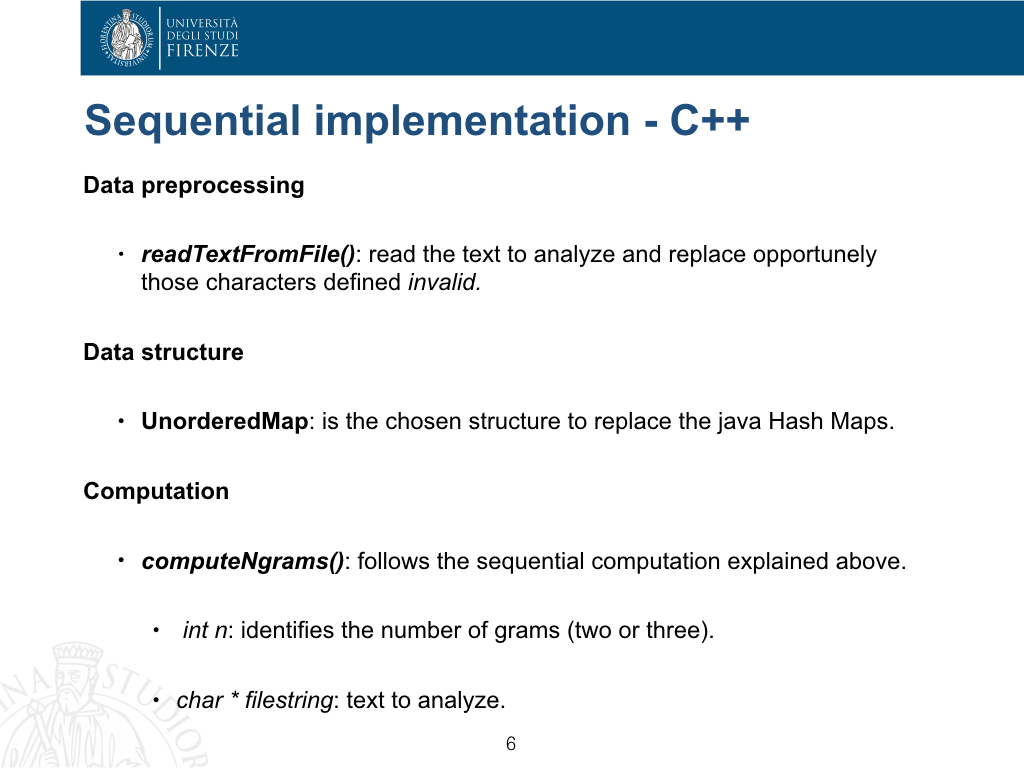 UNIVERSITÀ
DEGLI STUDI
FIRENZE
Sequential implementation - C++
Data preprocessing
• readTextFromFile(): read the text to analyze and replace opportunely
those characters defined invalid.
Data structure
• UnorderedMap: is the chosen structure to replace the java Hash Maps.
Computation
• computeNgrams(): follows the sequential computation explained above.
• int n: identifies the number of grams (two or three).
• char * filestring: text to analyze.
6